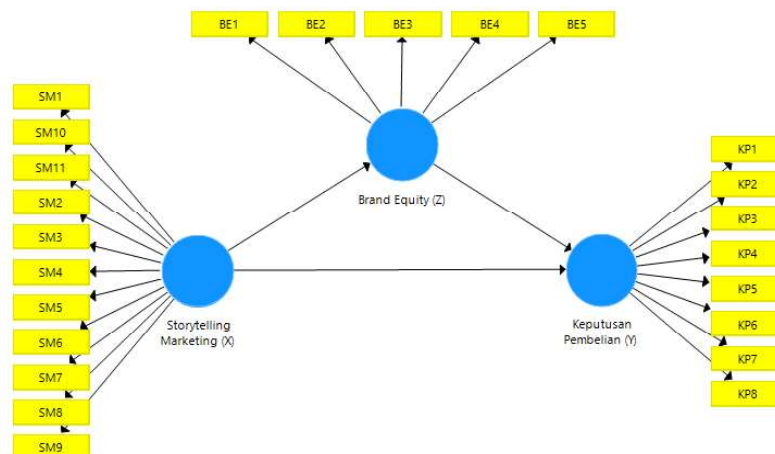 BE1
BE2
BE3
BE4
BE5
SM1
SM10
SM11
SM2
SM3
SM4
SM5
SM6
SM7
SM8
SM9
Brand Equity (Z)
Storytelling
Marketing (X)
Keputusan
Pembelian (Y)
KP1
KP2
KP3
KP4
KP5
KP6
KP7
KP8